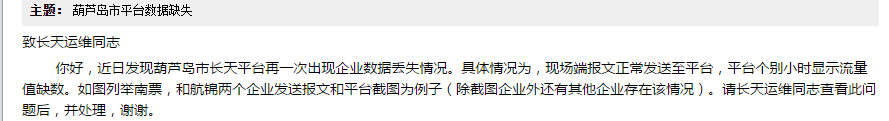 主题： 葫芦岛市平台数据缺失
致长天运维同志
你好，近日发现葫芦岛市长天平台再一次出现企业数据丢失情况。具体情况为，现场端报文正常发送至平台，平台个别小时显示流量
值缺数。如图列举南票，和航锦两个企业发送报文和平台截图为例子（除截图企业外还有其他企业存在该情况）。请长天运维同志查看此问
题后，并处理，谢谢。